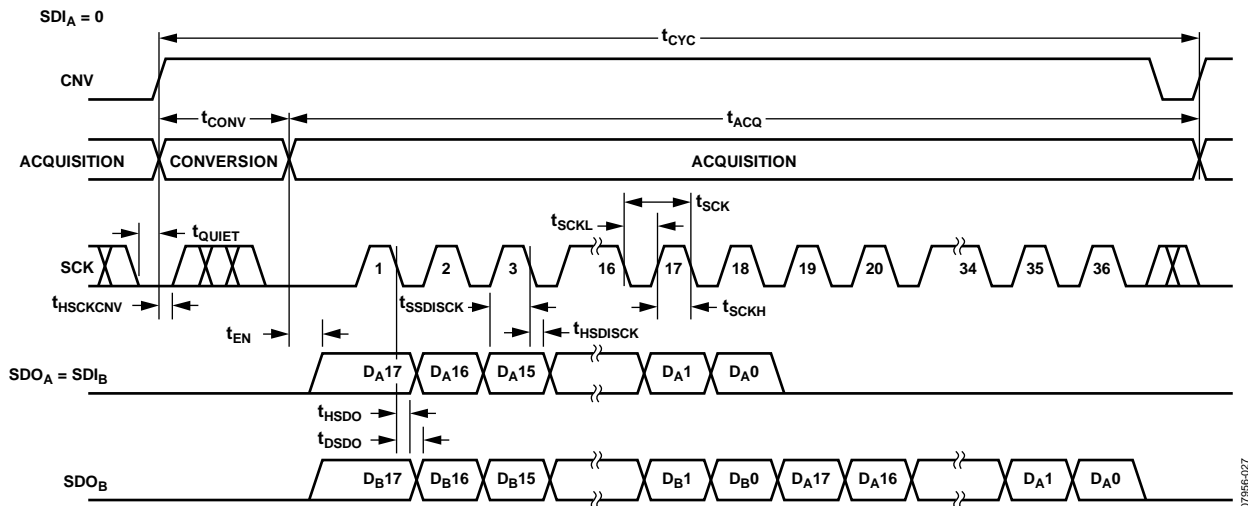 SDIA = 0
tCYC
CNV
tCONV
tACQ
ACQUISITION
CONVERSION
ACQUISITION
tSCK
tSCKL
tQUIET
SCK
1
2
3
16
17
18
19
20
34
35
36
tHSCKCNV
tSSDISCK
tSCKH
tEN
tHSDISCK
SDOA = SDIB
DA17
DA16
DA15
DA1
DA0
tHSDO
tDSDO
SDOB
DB17
DB16
DB15
DB1
DB0
DA17
DA16
DA1
DA0
07956-027